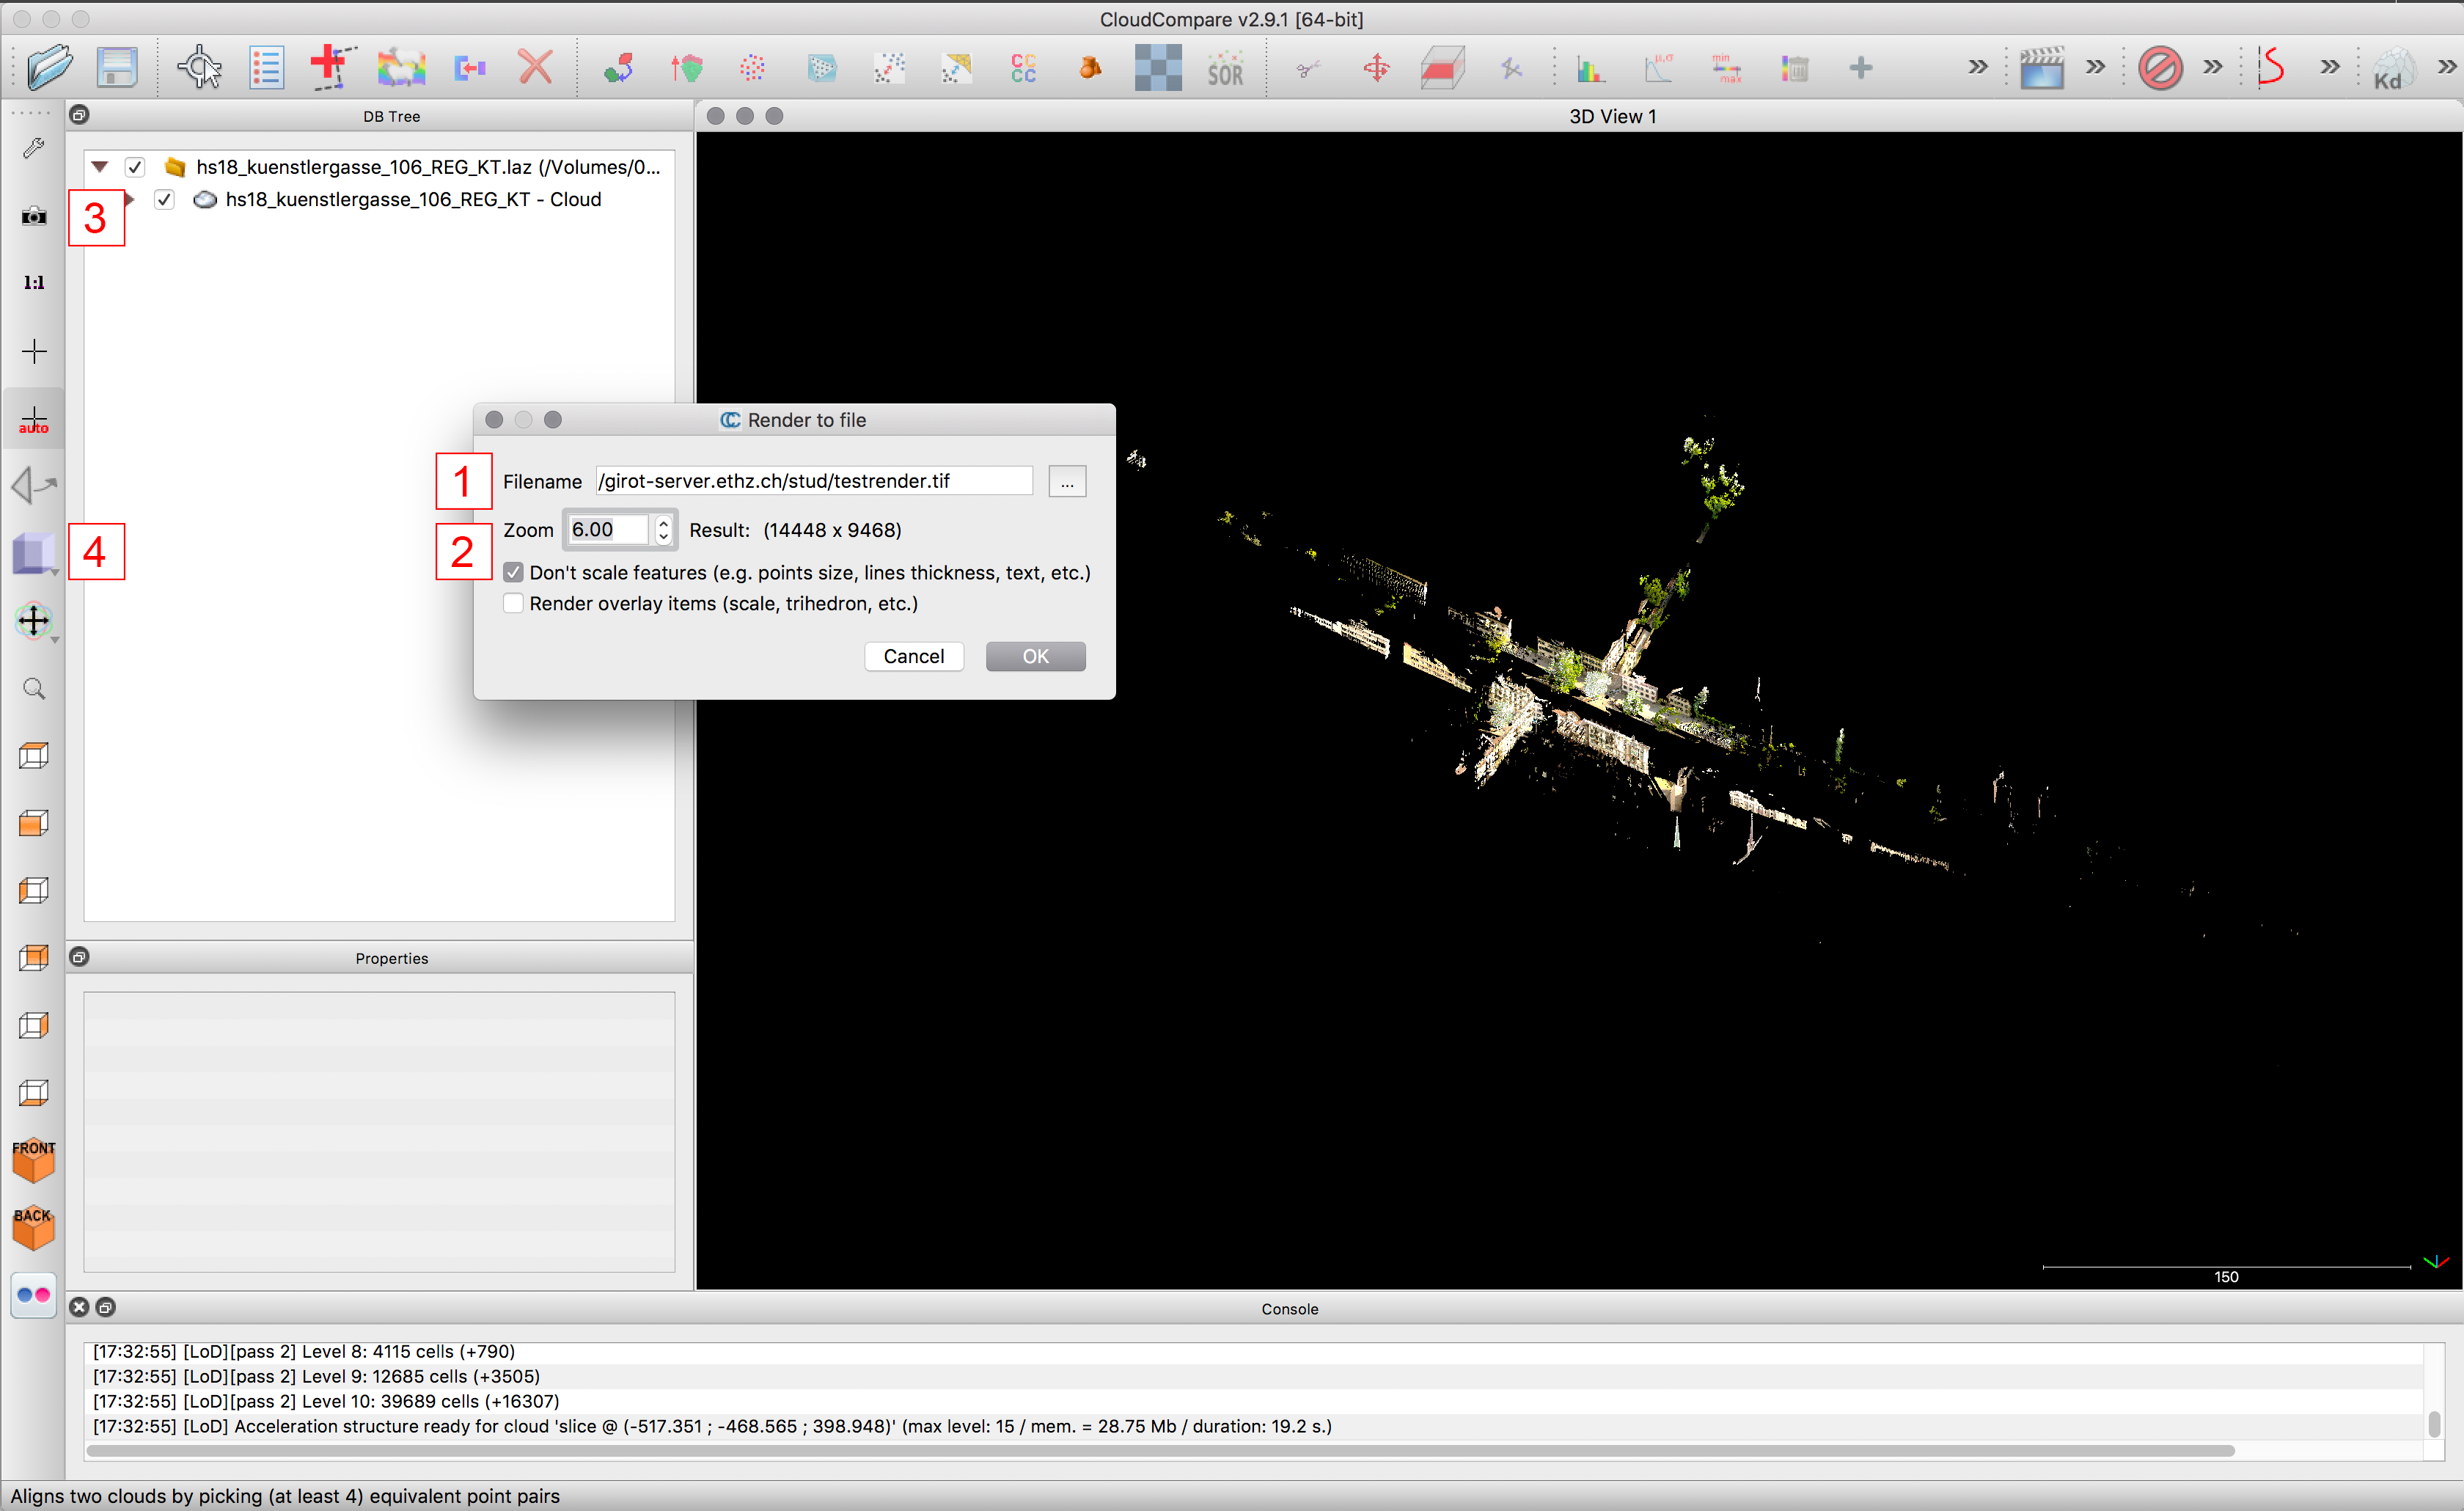 CloudCompare v2.9.1 [64-bit]
CC
CC
SOR
μ,σ
min
max
Kd
DB Tree
3D View 1
hs18_kuenstlergasse_106_REG_KT.laz (/Volumes/0...
hs18_kuenstlergasse_106_REG_KT - Cloud
3
1:1
auto
CC Render to file
1
Filename /girot-server.ethz.ch/stud/testrender.tif ...
2
Zoom 6.00 Result: (14448 x 9468)
4
Don't scale features (e.g. points size, lines thickness, text, etc.)
Render overlay items (scale, trihedron, etc.)
Cancel OK
Properties
FRONT
BACK
150
Console
[17:32:55] [LoD][pass 2] Level 8: 4115 cells (+790)
[17:32:55] [LoD][pass 2] Level 9: 12685 cells (+3505)
[17:32:55] [LoD][pass 2] Level 10: 39689 cells (+16307)
[17:32:55] [LoD] Acceleration structure ready for cloud 'slice @ (-517.351 ; -468.565 ; 398.948)' (max level: 15 / mem. = 28.75 Mb / duration: 19.2 s.)
Aligns two clouds by picking (at least 4) equivalent point pairs